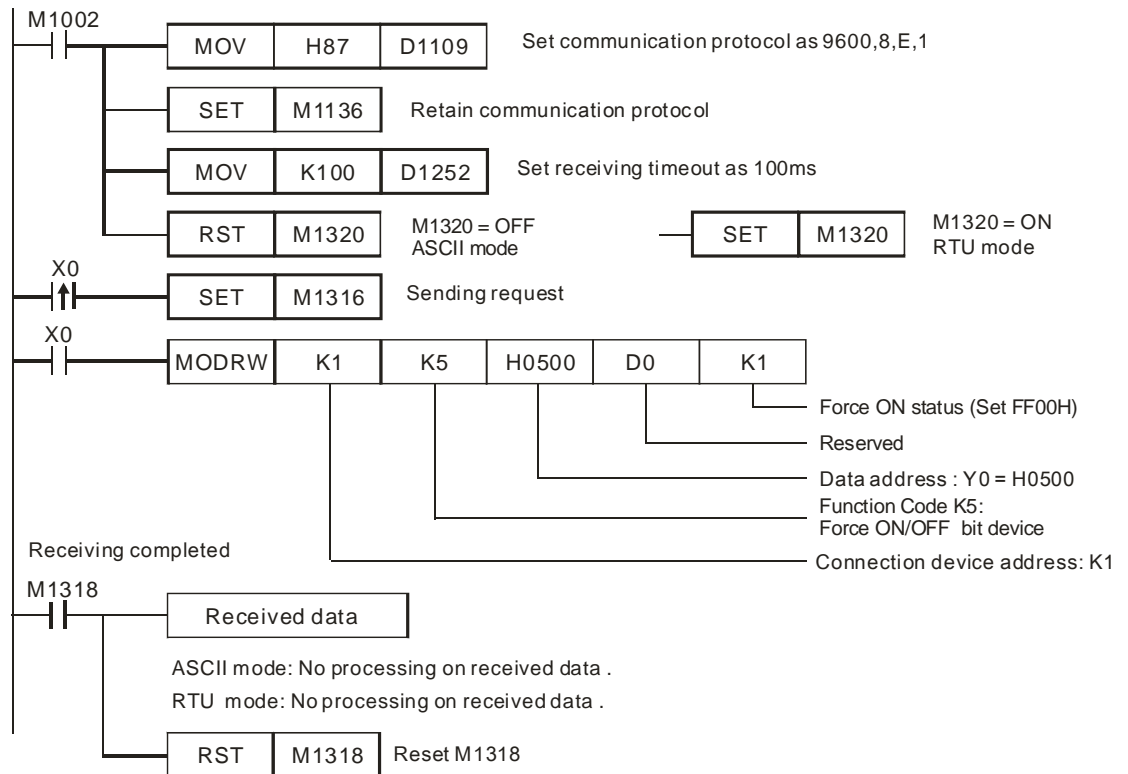 M1002
MOV H87 D1109 Set communication protocol as 9600,8,E,1
SET M1136 Retain communication protocol
MOV K100 D1252 Set receiving timeout as 100ms
RST M1320 M1320 = OFF
ASCII mode
SET M1320 M1320 = ON
RTU mode
X0
SET M1316 Sending request
X0
MODRW K1 K5 H0500 D0 K1
Force ON status (Set FF00H)
Reserved
Data address : Y0 = H0500
Function Code K5:
Force ON/OFF bit device
Connection device address: K1
Receiving completed
M1318
Received data
ASCII mode: No processing on received data .
RTU mode: No processing on received data .
RST M1318 Reset M1318